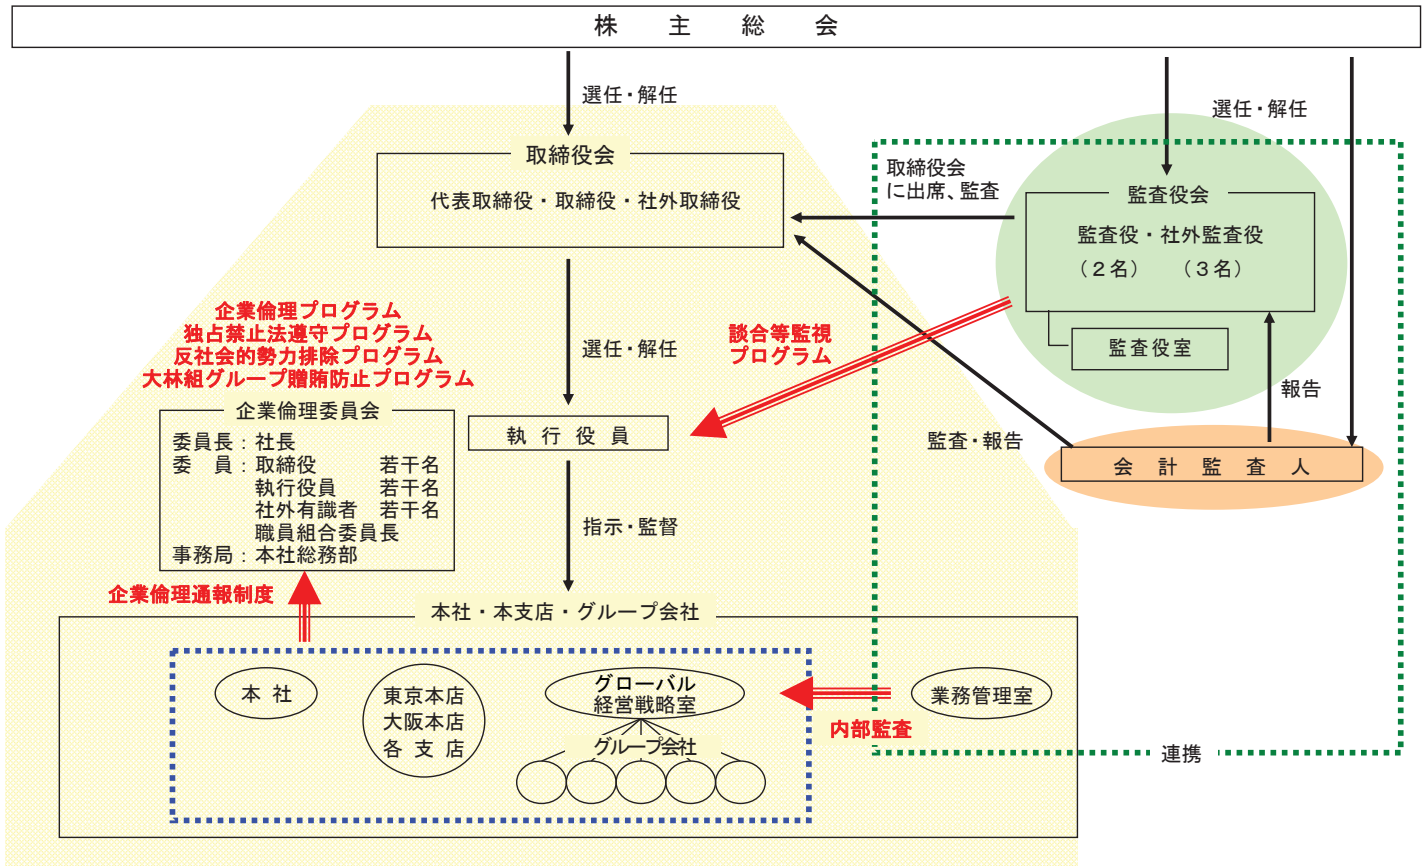 株主総会
選任・解任
選任・解任
取締役会
代表取締役・取締役・社外取締役
取締役会
に出席、監査
監査役会
監査役・社外監査役
（２名）　（３名）
監査役室
企業倫理プログラム
独占禁止法遵守プログラム
反社会的勢力排除プログラム
大林組グループ贈賄防止プログラム
選任・解任
談合等監視
プログラム
報告
企業倫理委員会
委員長：社長
委　員：取締役　若干名
執行役員　若干名
社外有識者　若干名
職員組合委員長
事務局：本社総務部
執行役員
監査・報告
会計監査人
指示・監督
企業倫理通報制度
本社・本支店・グループ会社
本社
東京本店
大阪本店
各支店
グローバル
経営戦略室
グループ会社
業務管理室
内部監査
連携